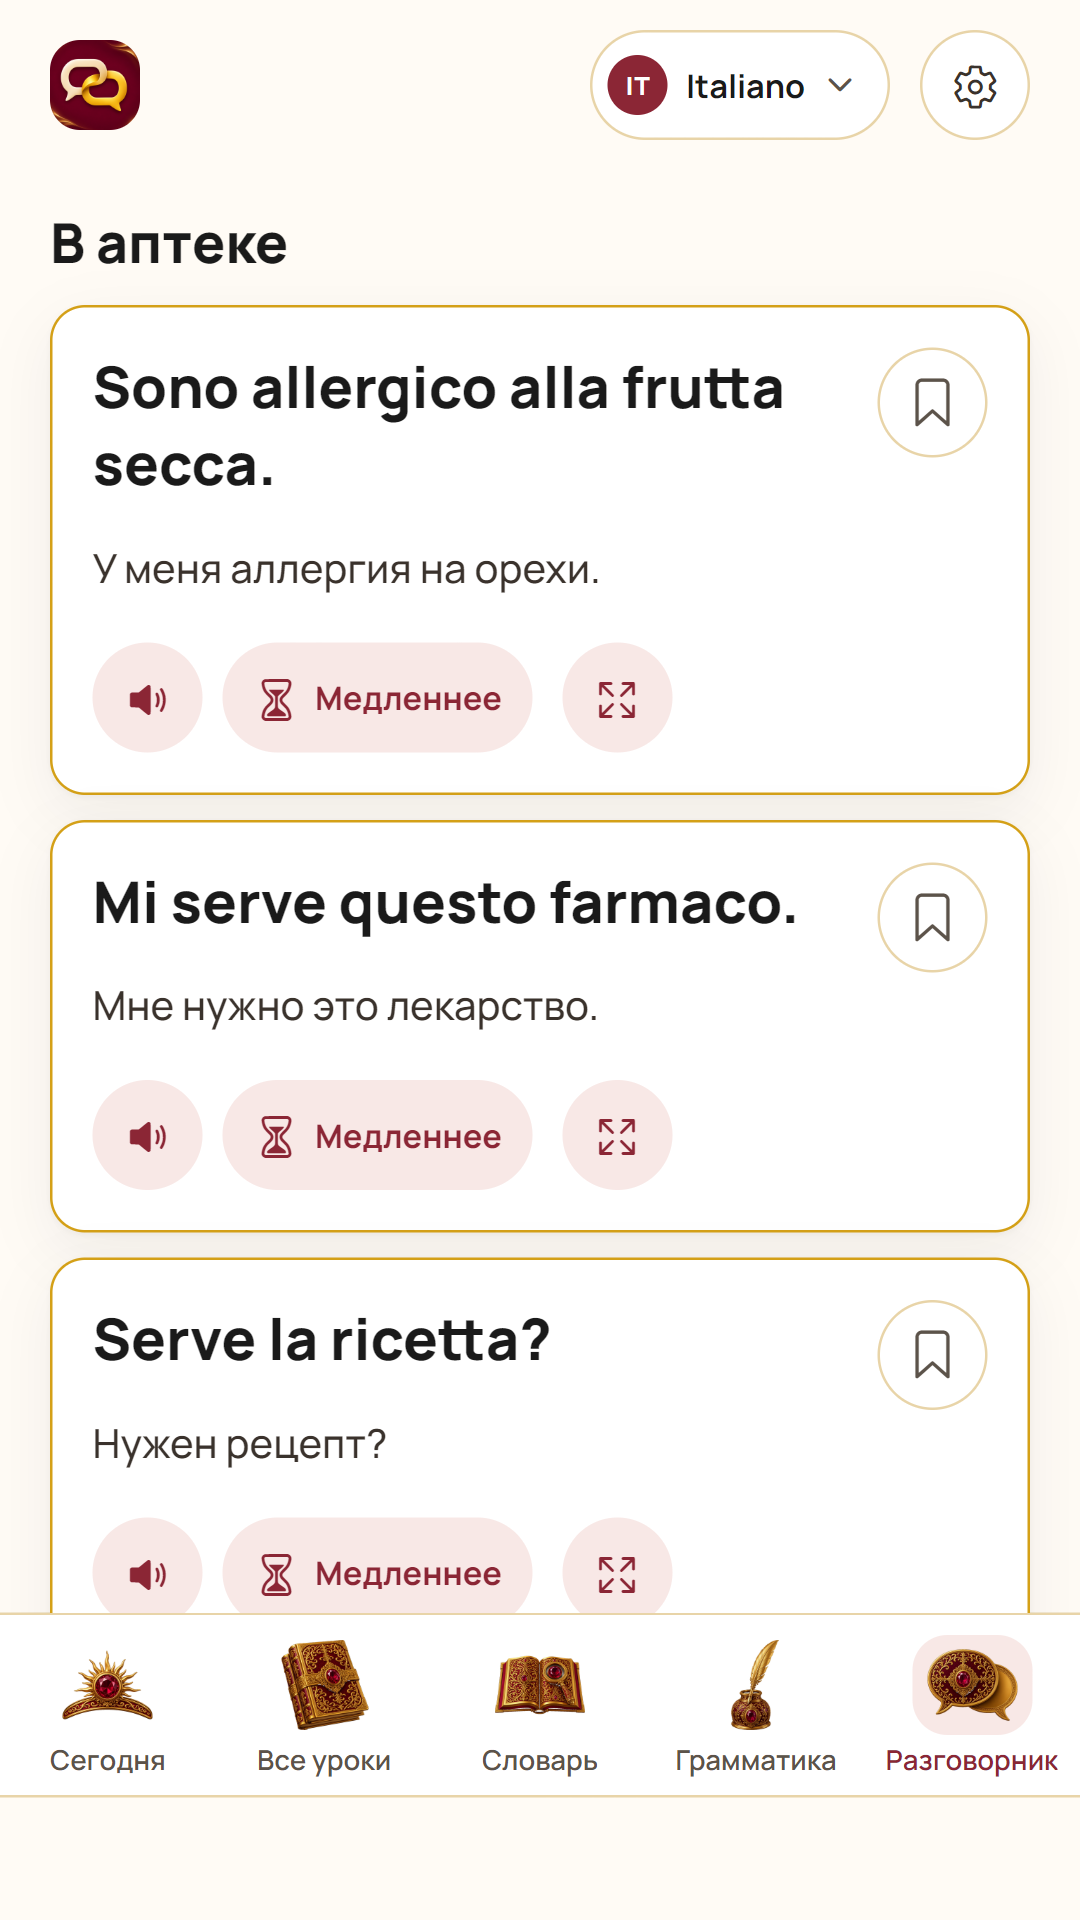 IT Italiano
В аптеке
Sono allergico alla frutta
secca.
У меня аллергия на орехи.
Медленнее
Mi serve questo farmaco.
Мне нужно это лекарство.
Медленнее
Serve la ricetta?
Нужен рецепт?
Медленнее
Сегодня Все уроки Словарь Грамматика Разговорник